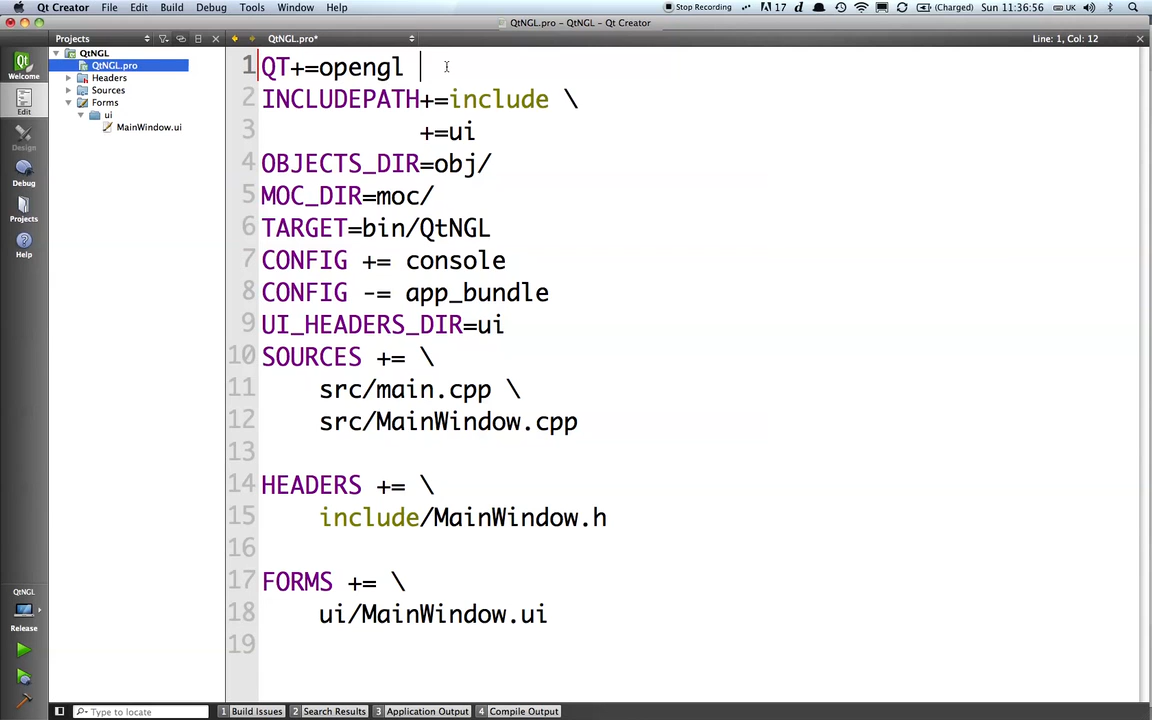 Qt Creator File Edit Build Debug Tools Window Help Stop Recording 17 (Charged) UK Sun 11:36:56
QtNGL.pro - QtNGL - Qt Creator
Projects QtNGL.pro* Line: 1, Col: 12
QtNGL
QtNGL.pro
Headers
Sources
Forms
ui
MainWindow.ui
Qt
Welcome
Edit
Design
Debug
Projects
Help
QtNGL
Release
1 QT+=opengl
2 INCLUDEPATH+=include \
3 +=ui
4 OBJECTS_DIR=obj/
5 MOC_DIR=moc/
6 TARGET=bin/QtNGL
7 CONFIG += console
8 CONFIG -= app_bundle
9 UI_HEADERS_DIR=ui
10 SOURCES += \
11 src/main.cpp \
12 src/MainWindow.cpp
13
14 HEADERS += \
15 include/MainWindow.h
16
17 FORMS += \
18 ui/MainWindow.ui
19
Type to locate 1 Build Issues 2 Search Results 3 Application Output 4 Compile Output